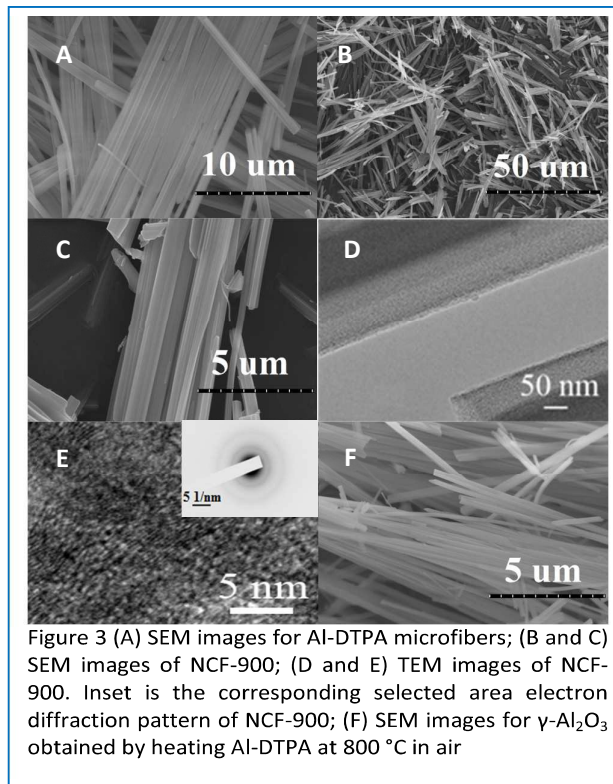 A
10 um
B
50 um
C
5 um
D
50 nm
E
5 1/nm
5 nm
F
5 um
Figure 3 (A) SEM images for Al-DTPA microfibers; (B and C)
SEM images of NCF-900; (D and E) TEM images of NCF-
900. Inset is the corresponding selected area electron
diffraction pattern of NCF-900; (F) SEM images for γ-Al₂O₃
obtained by heating Al-DTPA at 800 °C in air